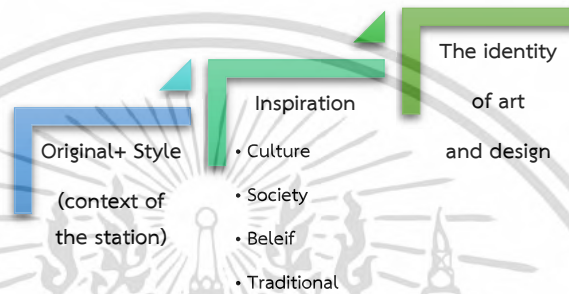 Original+ Style
(context of
the station)
Inspiration
• Culture
• Society
• Beleif
• Traditional
The identity
of art
and design